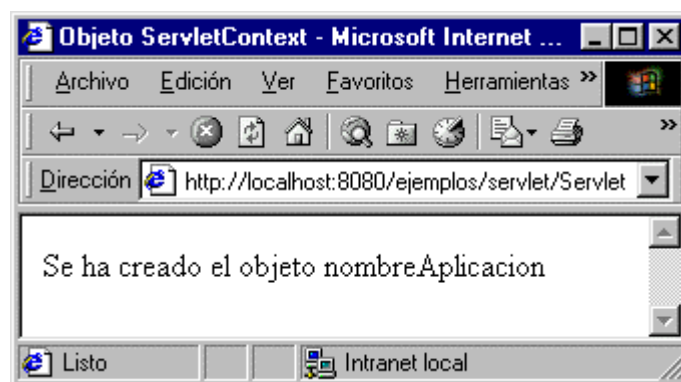 Objeto ServletContext - Microsoft Internet ...
Archivo Edición Ver Favoritos Herramientas »
»
Dirección http://localhost:8080/ejemplos/servlet/Servlet
Se ha creado el objeto nombreAplicacion
Listo Intranet local